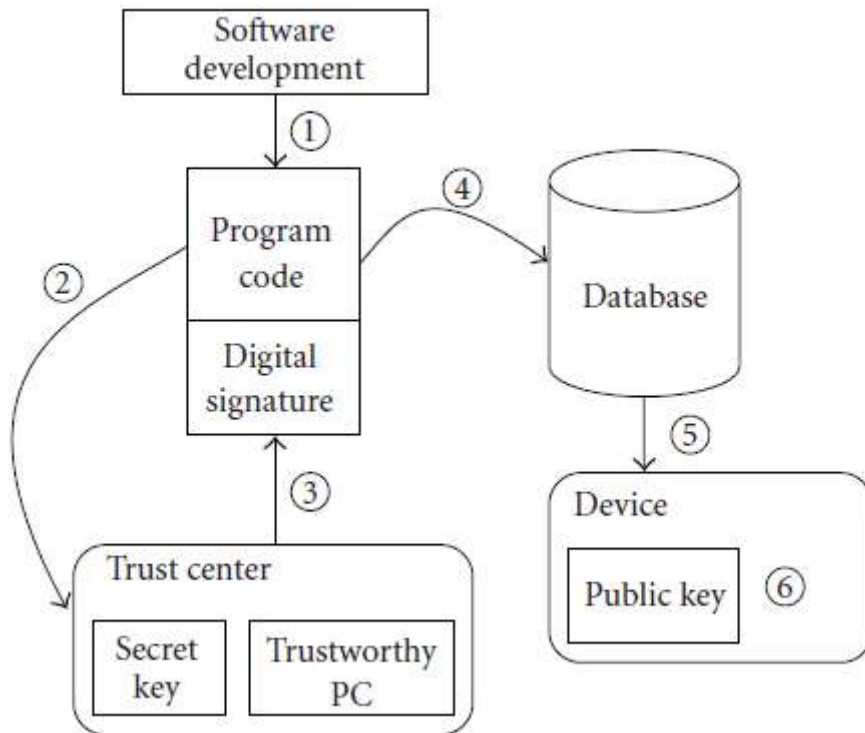 Software
development
①
Program
code
②
④
Database
Digital
signature
③
⑤
Trust center
Secret
key
Trustworthy
PC
Device
Public key
⑥